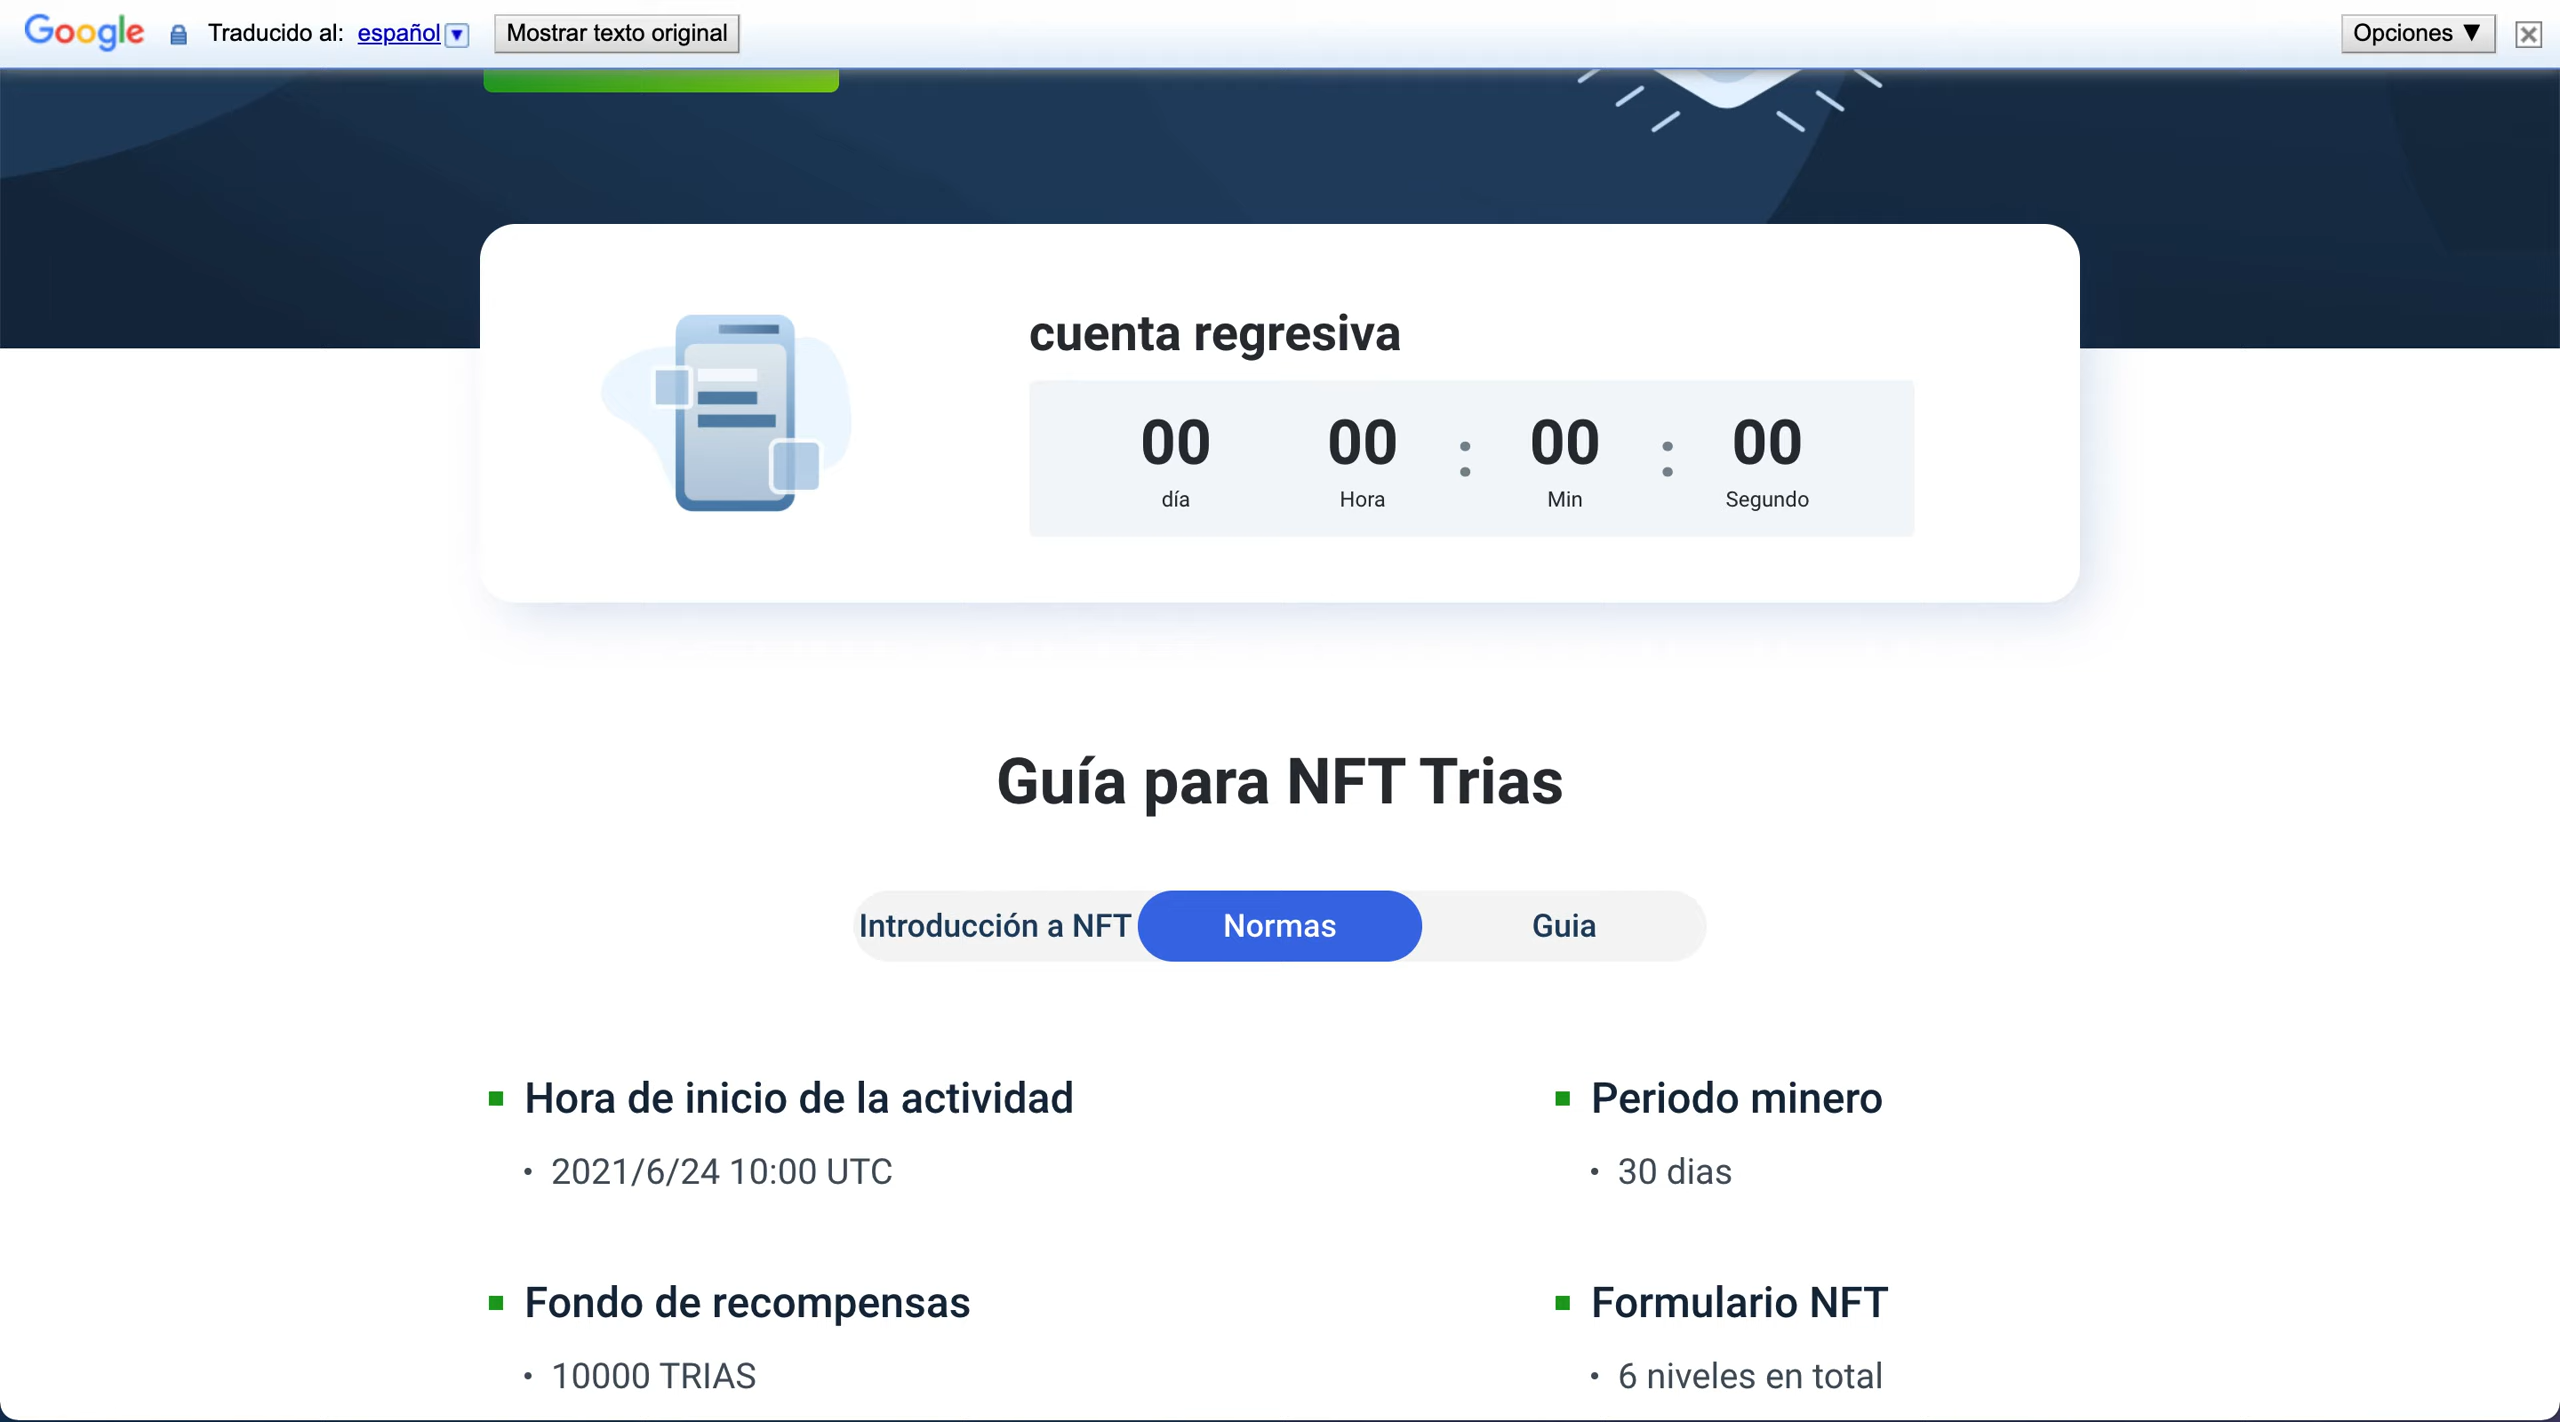 Google Traducido al: español Mostrar texto original Opciones ▼
cuenta regresiva
00 00 : 00 : 00
día Hora Min Segundo
Guía para NFT Trias
Introducción a NFT Normas Guia
Hora de inicio de la actividad
• 2021/6/24 10:00 UTC
Periodo minero
• 30 dias
Fondo de recompensas
• 10000 TRIAS
Formulario NFT
• 6 niveles en total